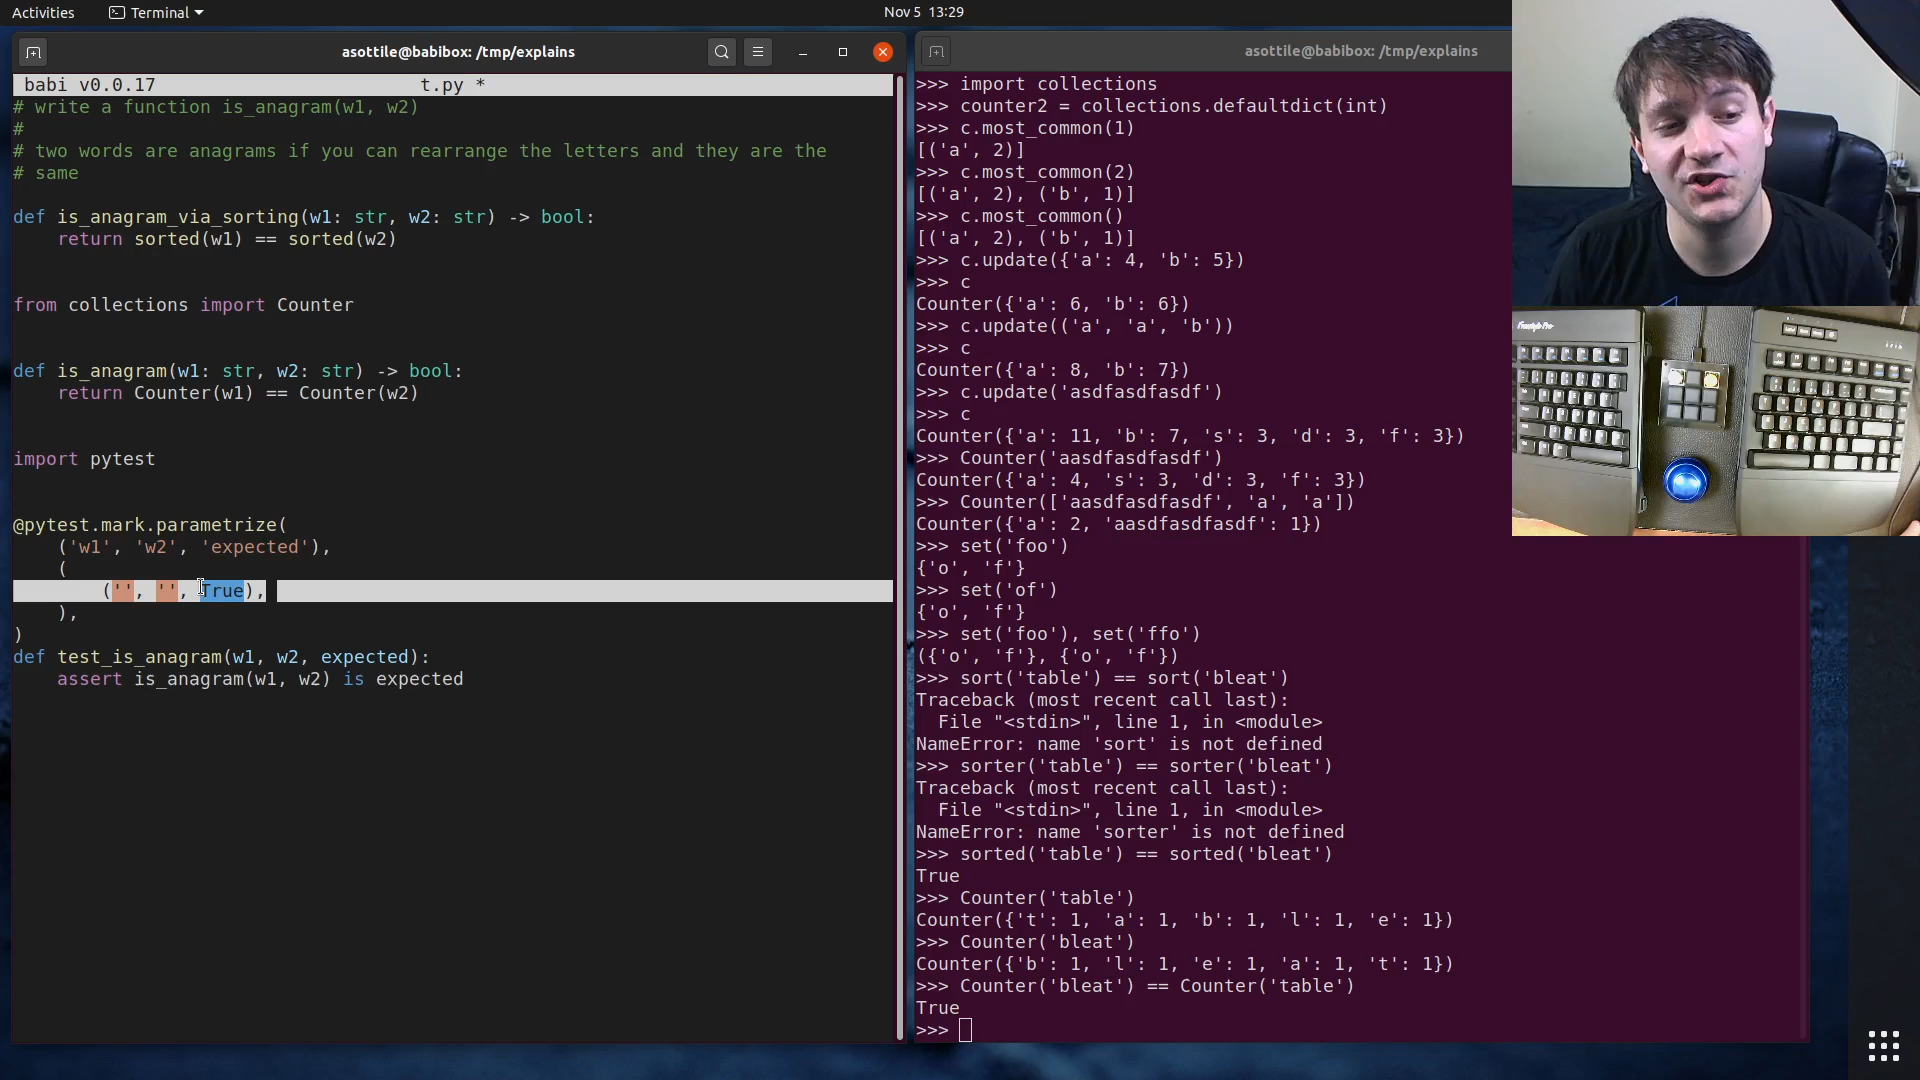 Activities
Terminal
Nov 5 13:29
asottile@babibox: /tmp/explains
babi v0.0.17 t.py *
# write a function is_anagram(w1, w2)
#
# two words are anagrams if you can rearrange the letters and they are the
# same
def is_anagram_via_sorting(w1: str, w2: str) -> bool:
    return sorted(w1) == sorted(w2)
from collections import Counter
def is_anagram(w1: str, w2: str) -> bool:
    return Counter(w1) == Counter(w2)
import pytest
@pytest.mark.parametrize(
    ('w1', 'w2', 'expected'),
    (
        ('', '', True),
    ),
)
def test_is_anagram(w1, w2, expected):
    assert is_anagram(w1, w2) is expected
asottile@babibox: /tmp/explains
>>> import collections
>>> counter2 = collections.defaultdict(int)
>>> c.most_common(1)
[('a', 2)]
>>> c.most_common(2)
[('a', 2), ('b', 1)]
>>> c.most_common()
[('a', 2), ('b', 1)]
>>> c.update({'a': 4, 'b': 5})
>>> c
Counter({'a': 6, 'b': 6})
>>> c.update(('a', 'a', 'b'))
>>> c
Counter({'a': 8, 'b': 7})
>>> c.update('asdfasdfasdf')
>>> c
Counter({'a': 11, 'b': 7, 's': 3, 'd': 3, 'f': 3})
>>> Counter('aasdfasdfasdf')
Counter({'a': 4, 's': 3, 'd': 3, 'f': 3})
>>> Counter(['aasdfasdfasdf', 'a', 'a'])
Counter({'a': 2, 'aasdfasdfasdf': 1})
>>> set('foo')
{'o', 'f'}
>>> set('of')
{'o', 'f'}
>>> set('foo'), set('ffo')
({'o', 'f'}, {'o', 'f'})
>>> sort('table') == sort('bleat')
Traceback (most recent call last):
  File "<stdin>", line 1, in <module>
NameError: name 'sort' is not defined
>>> sorter('table') == sorter('bleat')
Traceback (most recent call last):
  File "<stdin>", line 1, in <module>
NameError: name 'sorter' is not defined
>>> sorted('table') == sorted('bleat')
True
>>> Counter('table')
Counter({'t': 1, 'a': 1, 'b': 1, 'l': 1, 'e': 1})
>>> Counter('bleat')
Counter({'b': 1, 'l': 1, 'e': 1, 'a': 1, 't': 1})
>>> Counter('bleat') == Counter('table')
True
>>>
Freestyle Pro